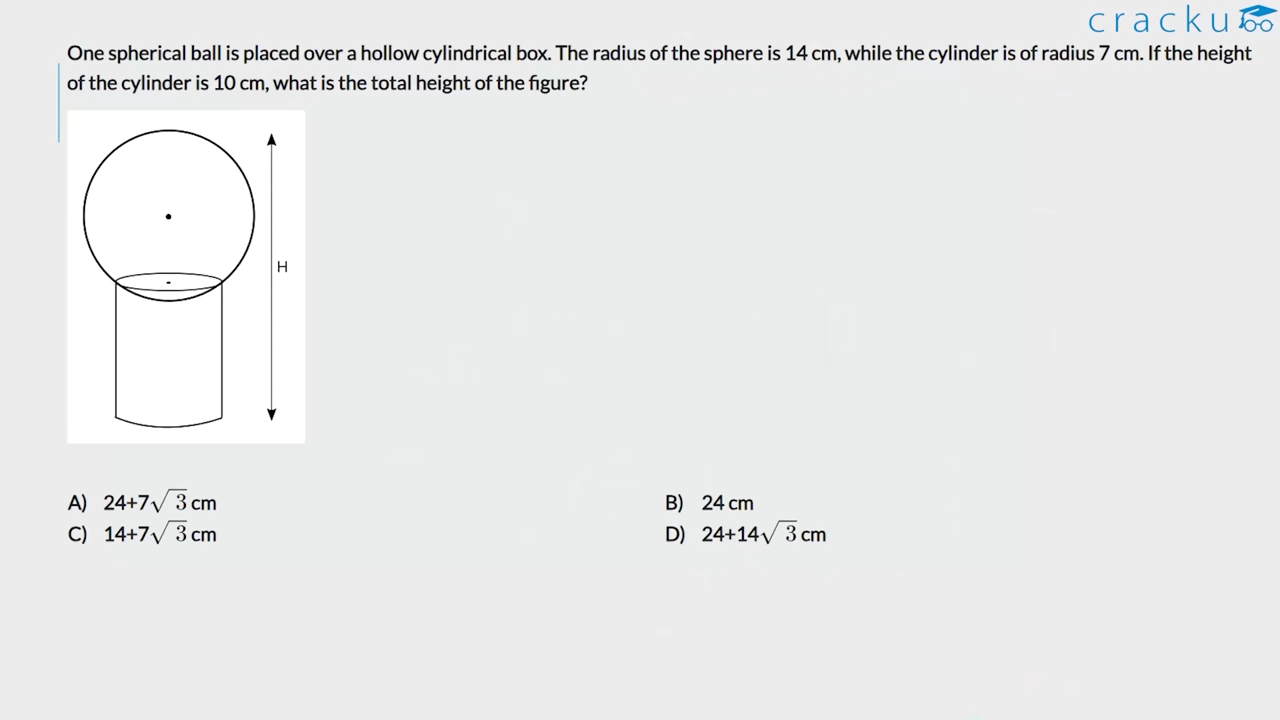 cracku
One spherical ball is placed over a hollow cylindrical box. The radius of the sphere is 14 cm, while the cylinder is of radius 7 cm. If the height
of the cylinder is 10 cm, what is the total height of the figure?
H
A) 24+7√3 cm
B) 24 cm
C) 14+7√3 cm
D) 24+14√3 cm